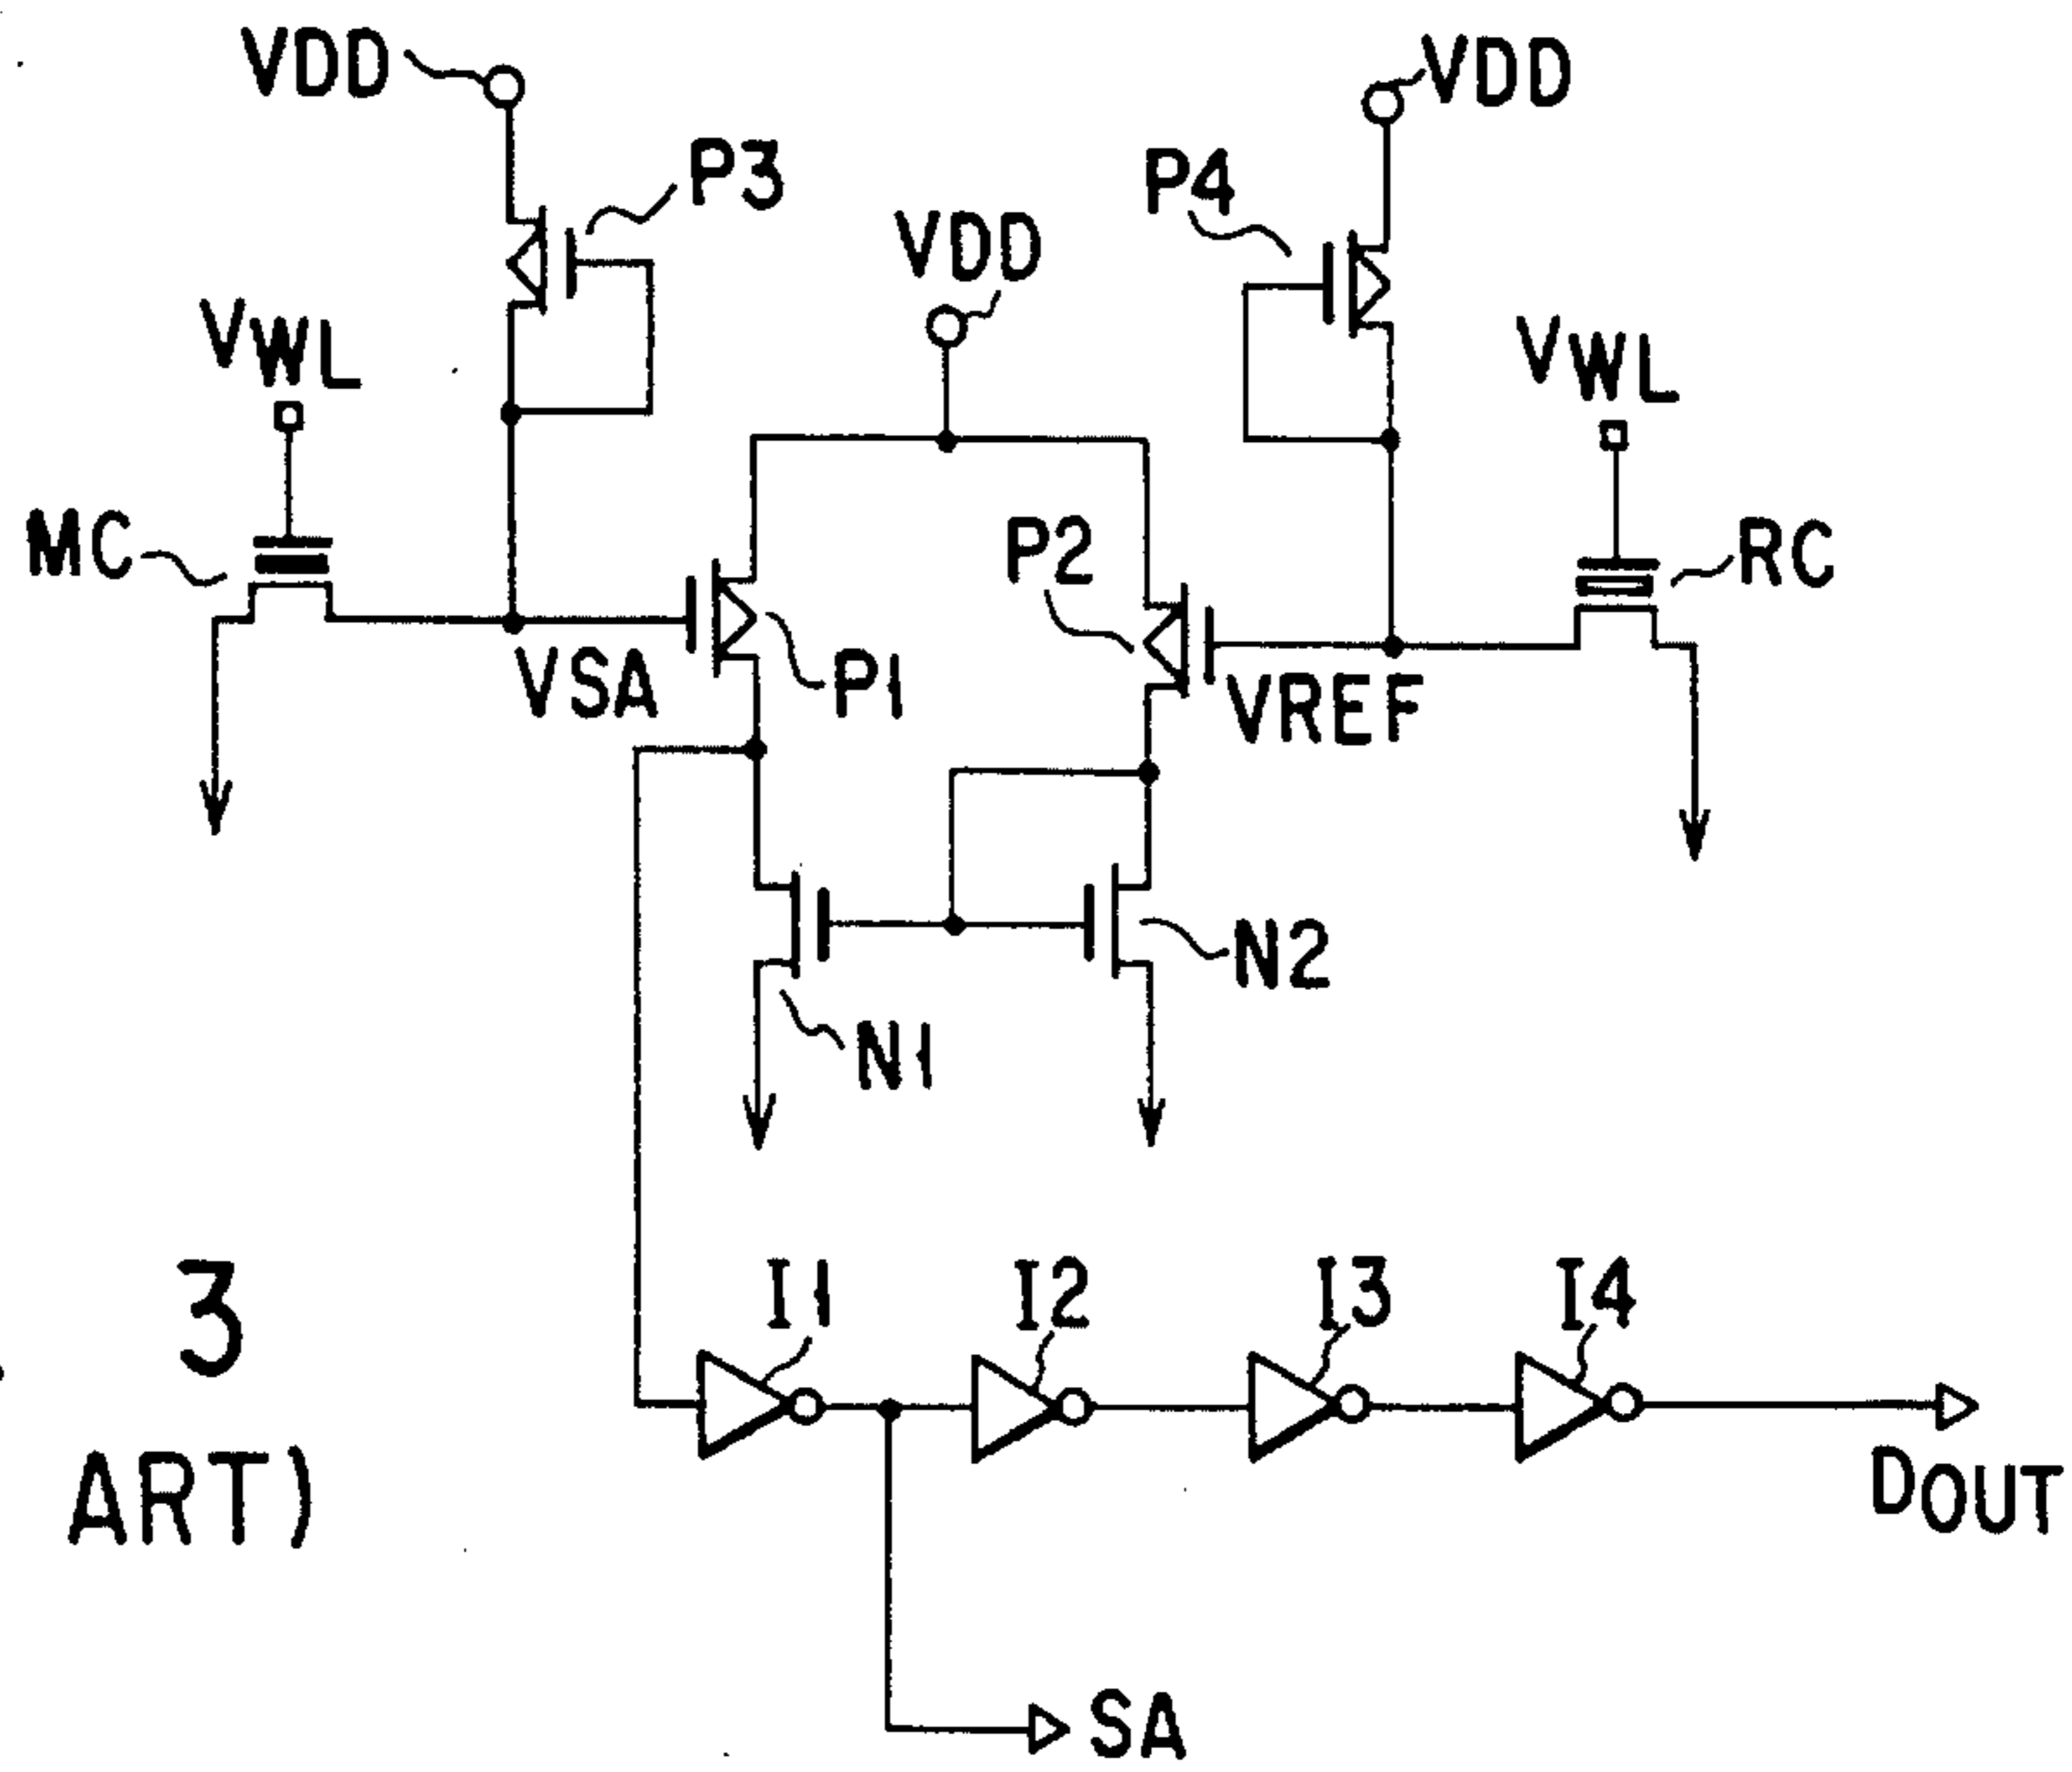 VDD
VDD
P3
P4
VDD
VWL
VWL
MC
P2
RC
VSA
P1
VREF
N2
N1
3
I1
I2
I3
I4
ART)
DOUT
SA